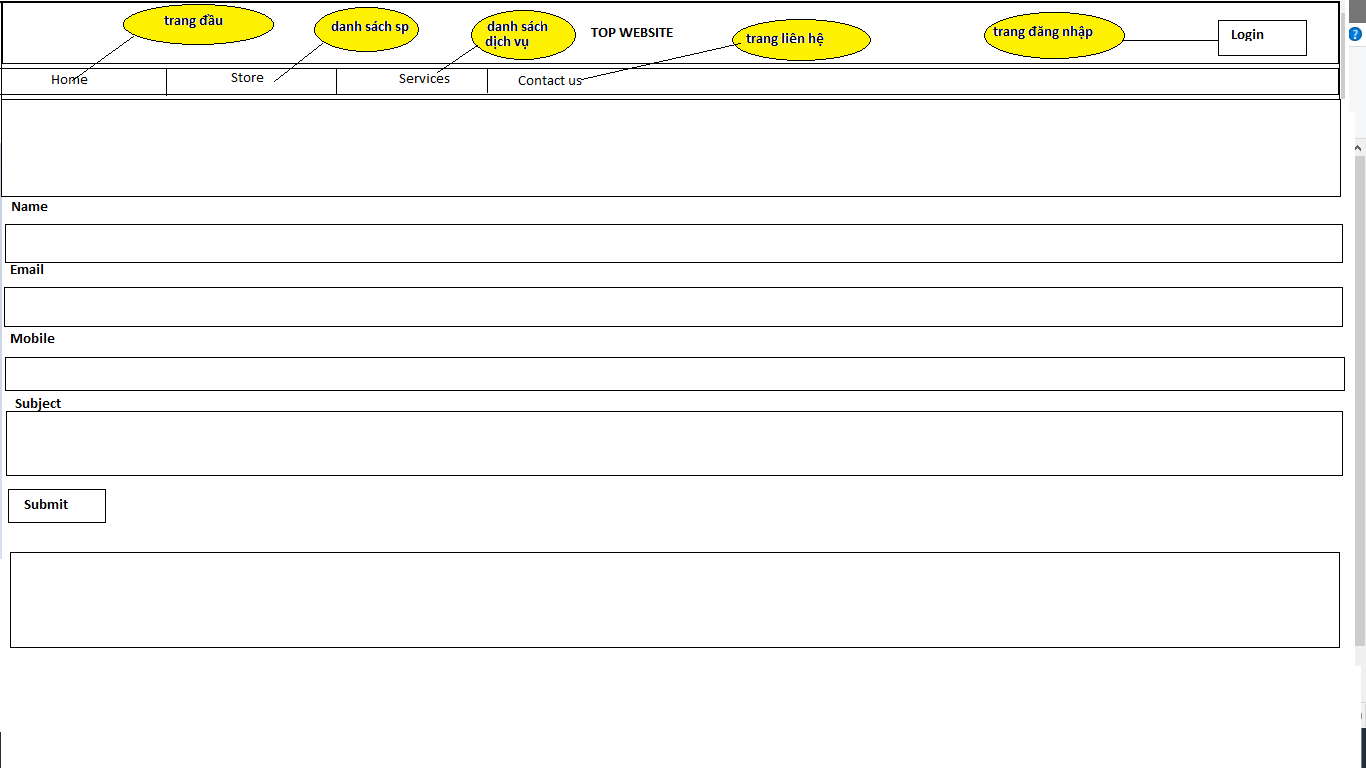 trang đầu
danh sách sp
danh sách
dịch vụ
TOP WEBSITE
trang liên hệ
trang đăng nhập
Login
Home
Store
Services
Contact us
Name
Email
Mobile
Subject
Submit